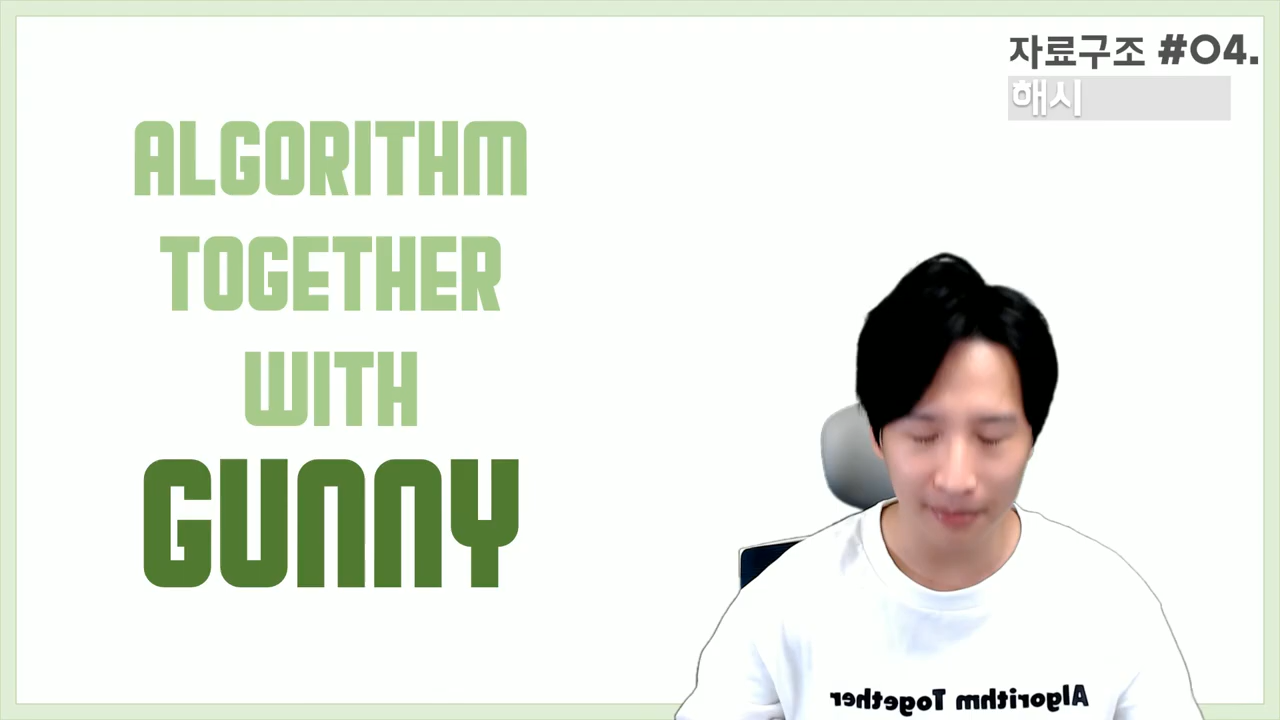 자료구조 #04.
해시
ALGORITHM
TOGETHER
WITH
GUNNY
Algorithm Together